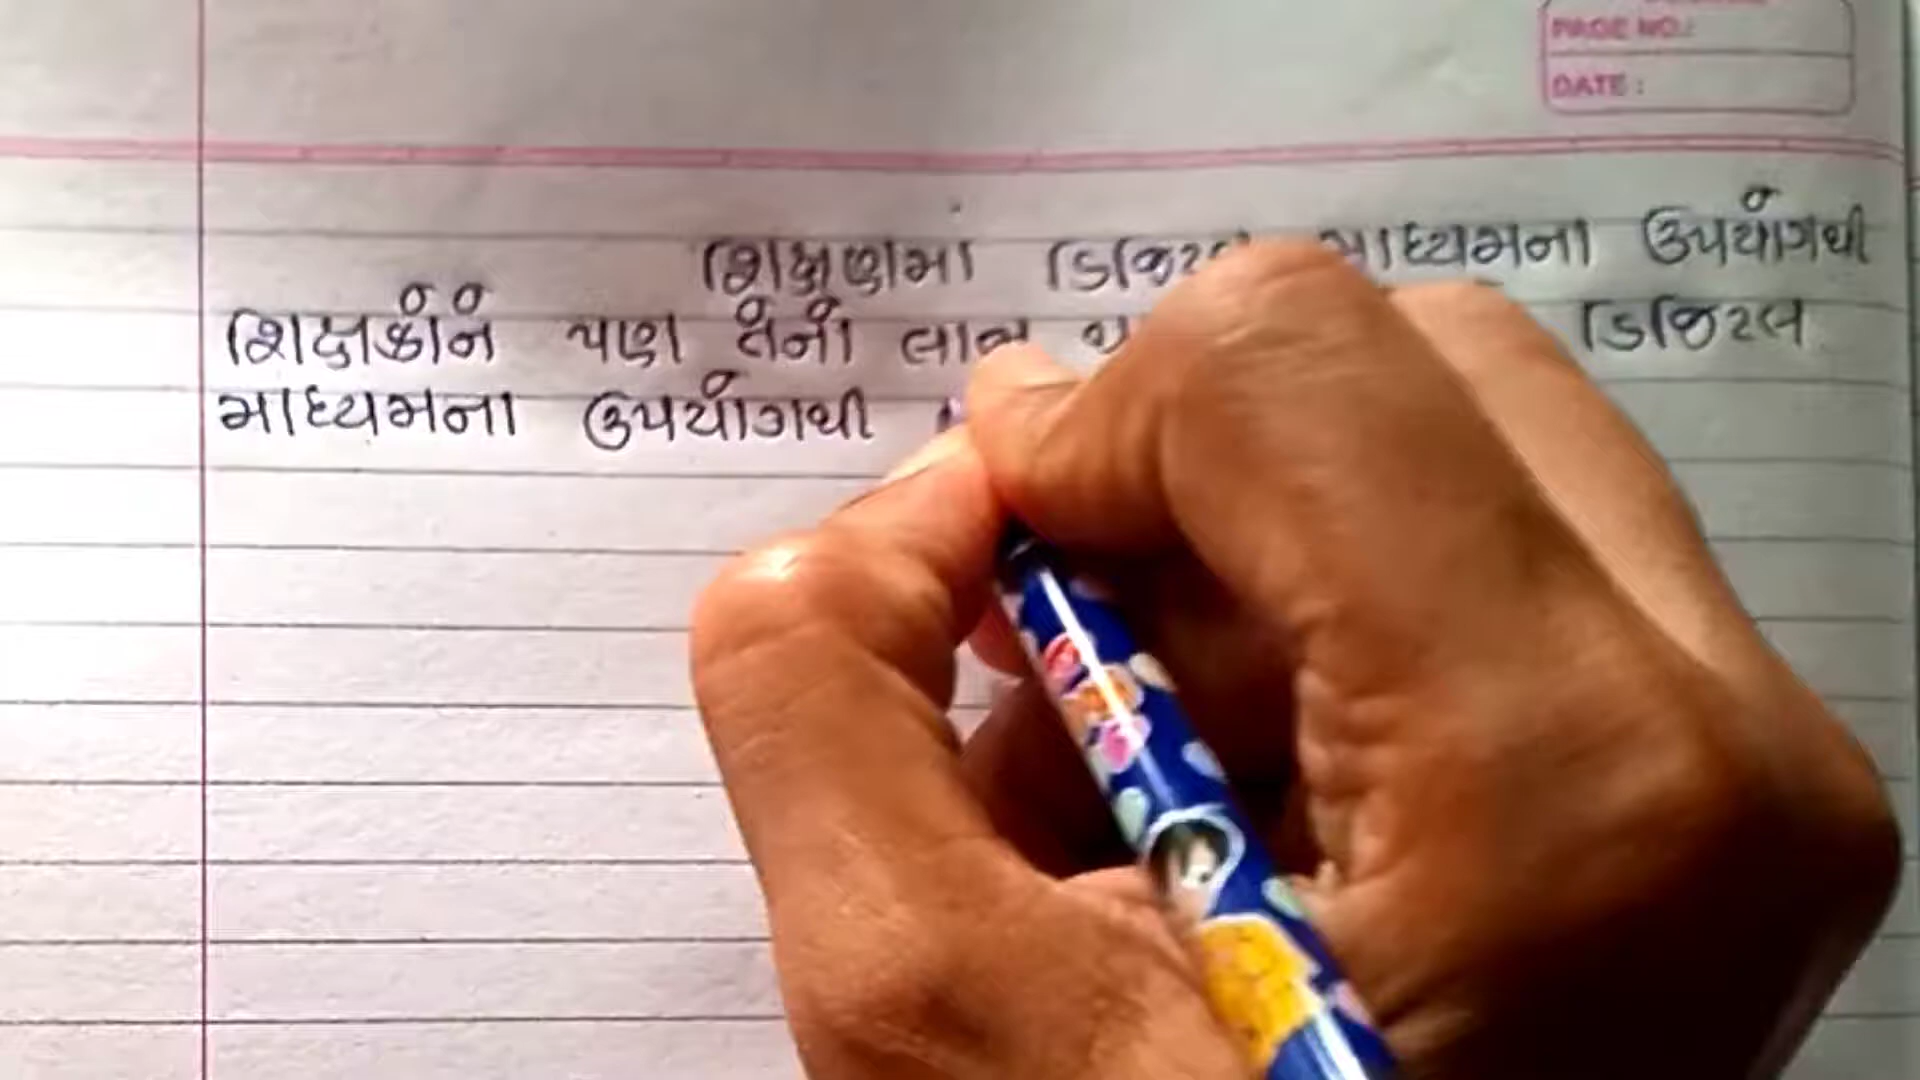 PAGE NO.:
DATE :
શિક્ષણમાં ડિજિટલ માધ્યમના ઉપયોગથી
શિક્ષકોને પણ તેનો લાભ ડિજિટલ
માધ્યમના ઉપયોગથી